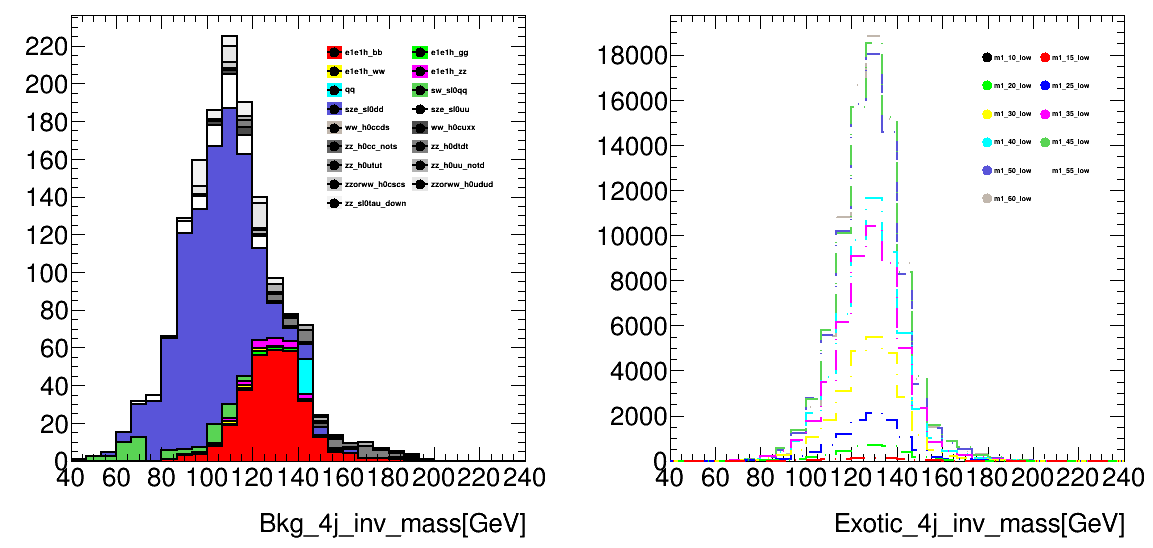 220
200
180
160
140
120
100
80
60
40
20
0
40 60 80 100 120 140 160 180 200 220 240
Bkg_4j_inv_mass[GeV]
e1e1h_bb e1e1h_gg
e1e1h_ww e1e1h_zz
qq sw_sl0qq
sze_sl0dd sze_sl0uu
ww_h0ccds ww_h0cuxx
zz_h0cc_nots zz_h0dtdt
zz_h0utut zz_h0uu_notd
zzorww_h0cscs zzorww_h0udud
zz_sl0tau_down
18000
16000
14000
12000
10000
8000
6000
4000
2000
0
40 60 80 100 120 140 160 180 200 220 240
Exotic_4j_inv_mass[GeV]
m1_10_low m1_15_low
m1_20_low m1_25_low
m1_30_low m1_35_low
m1_40_low m1_45_low
m1_50_low m1_55_low
m1_60_low